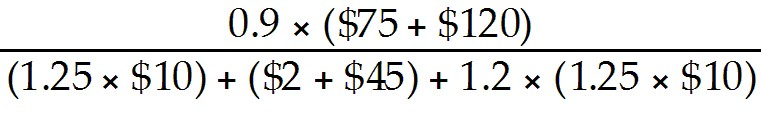 0.9 × ($75 + $120)
(1.25 × $10) + ($2 + $45) + 1.2 × (1.25 × $10)